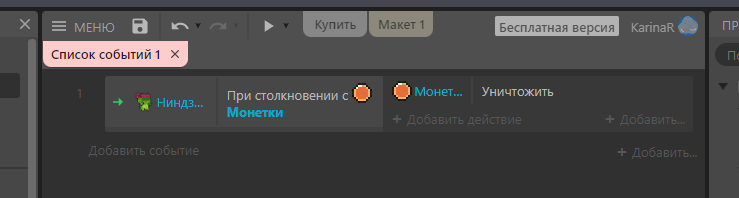 МЕНЮ
Купить
Макет 1
Бесплатная версия
KarinaR
ПР
Список событий 1
По
1
Ниндз...
При столкновении с
Монетки
Монет...
Уничтожить
Добавить действие
Добавить...
Добавить событие
Добавить...